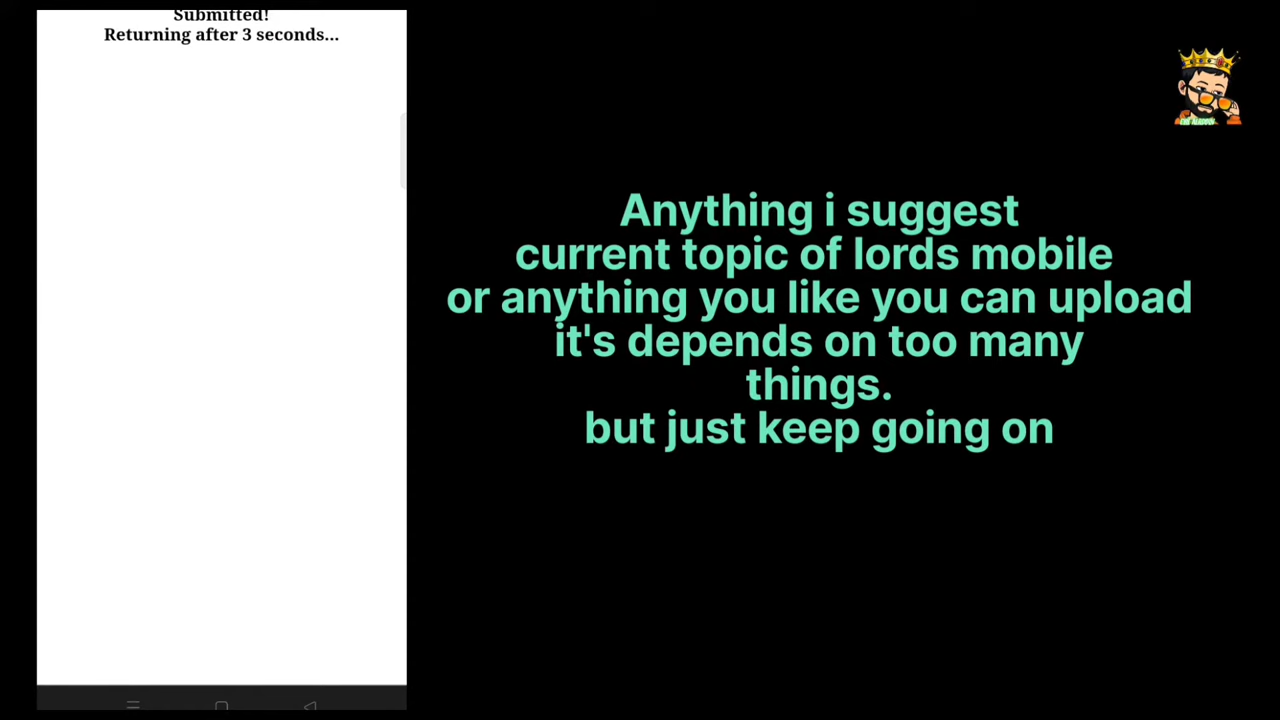 Submitted!
Returning after 3 seconds...
Anything i suggest
current topic of lords mobile
or anything you like you can upload
it's depends on too many
things.
but just keep going on